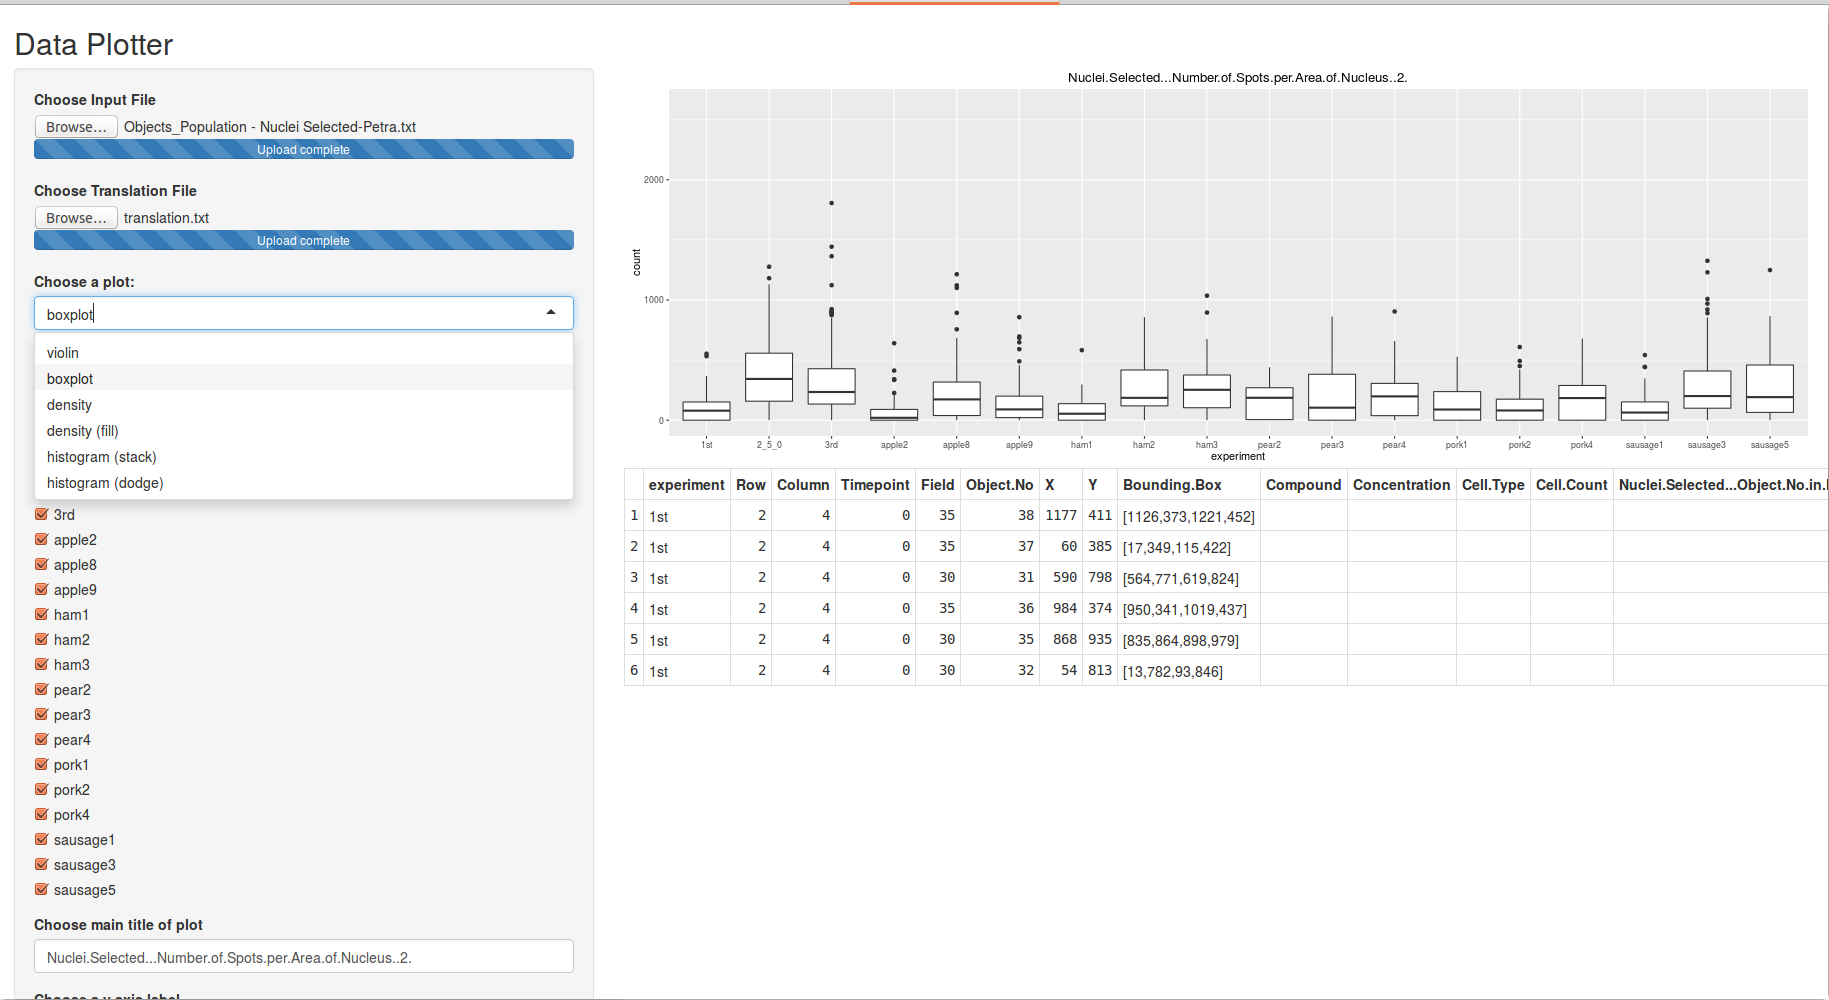 Data Plotter
Choose Input File
Browse... Objects_Population - Nuclei Selected-Petra.txt
Upload complete
Choose Translation File
Browse... translation.txt
Upload complete
Choose a plot:
boxplot
violin
boxplot
density
density (fill)
histogram (stack)
histogram (dodge)
3rd
apple2
apple8
apple9
ham1
ham2
ham3
pear2
pear3
pear4
pork1
pork2
pork4
sausage1
sausage3
sausage5
Choose main title of plot
Nuclei.Selected...Number.of.Spots.per.Area.of.Nucleus..2.
Nuclei.Selected...Number.of.Spots.per.Area.of.Nucleus..2.
2000
count
1000
0
1st 2_5_0 3rd apple2 apple8 apple9 ham1 ham2 ham3 pear2 pear3 pear4 pork1 pork2 pork4 sausage1 sausage3 sausage5
experiment
experiment Row Column Timepoint Field Object.No X Y Bounding.Box Compound Concentration Cell.Type Cell.Count Nuclei.Selected...Object.No.in.
1 1st 2 4 0 35 38 1177 411 [1126,373,1221,452]
2 1st 2 4 0 35 37 60 385 [17,349,115,422]
3 1st 2 4 0 30 31 590 798 [564,771,619,824]
4 1st 2 4 0 35 36 984 374 [950,341,1019,437]
5 1st 2 4 0 30 35 868 935 [835,864,898,979]
6 1st 2 4 0 30 32 54 813 [13,782,93,846]